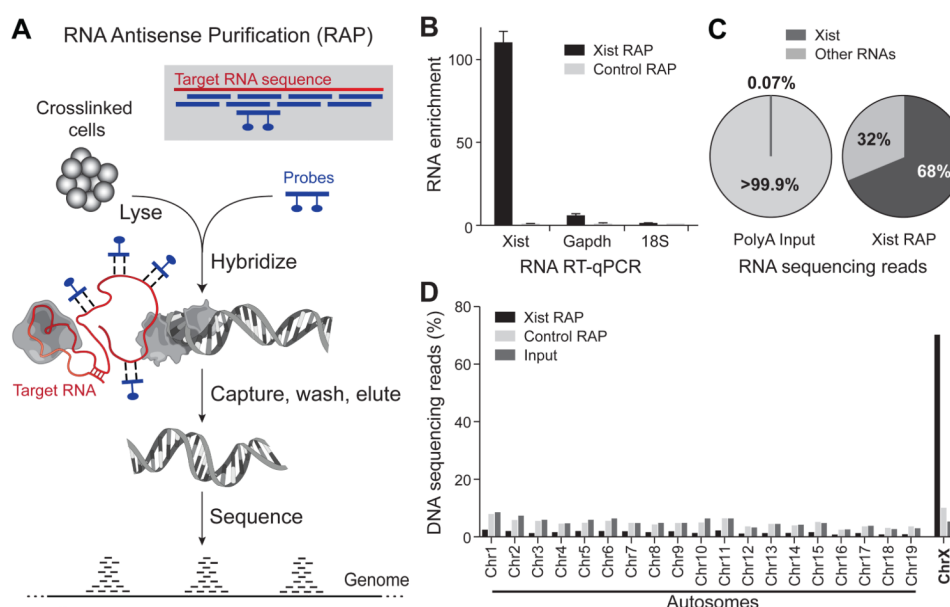 A
RNA Antisense Purification (RAP)
Target RNA sequence
Crosslinked
cells
Probes
Lyse
Hybridize
Target RNA
Capture, wash, elute
Sequence
Genome
B
RNA enrichment
100
50
0
Xist RAP
Control RAP
Xist
Gapdh
18S
RNA RT-qPCR
C
Xist
Other RNAs
0.07%
>99.9%
32%
68%
PolyA Input
Xist RAP
RNA sequencing reads
D
DNA sequencing reads (%)
80
60
40
20
0
Xist RAP
Control RAP
Input
Chr1
Chr2
Chr3
Chr4
Chr5
Chr6
Chr7
Chr8
Chr9
Chr10
Chr11
Chr12
Chr13
Chr14
Chr15
Chr16
Chr17
Chr18
Chr19
ChrX
Autosomes